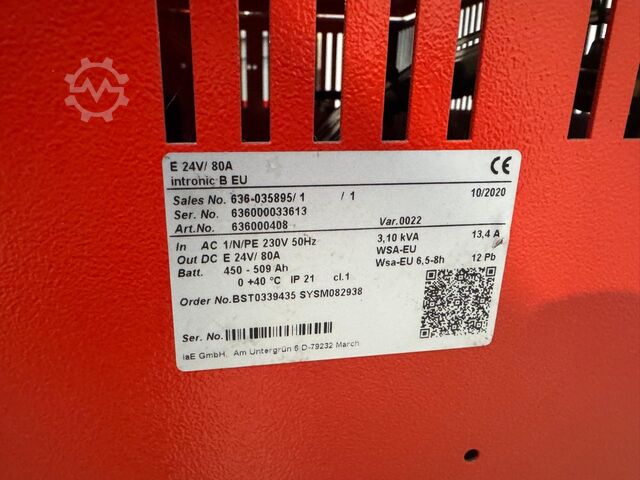 E 24V/ 80A
intronic B EU
Sales No. 636-035895/ 1 / 1 10/2020
Ser. No. 636000033613
Art.No. 636000408 Var.0022
In AC 1/N/PE 230V 50Hz 3,10 kVA 13,4 A
Out DC E 24V/ 80A WSA-EU
Batt. 450 - 509 Ah Wsa-EU 6,5-8h 12 Pb
0 +40 °C IP 21 cl.1
Order No.BST0339435 SYSM082938
Ser. No.
iaE GmbH, Am Untergrün 6 D-79232 March